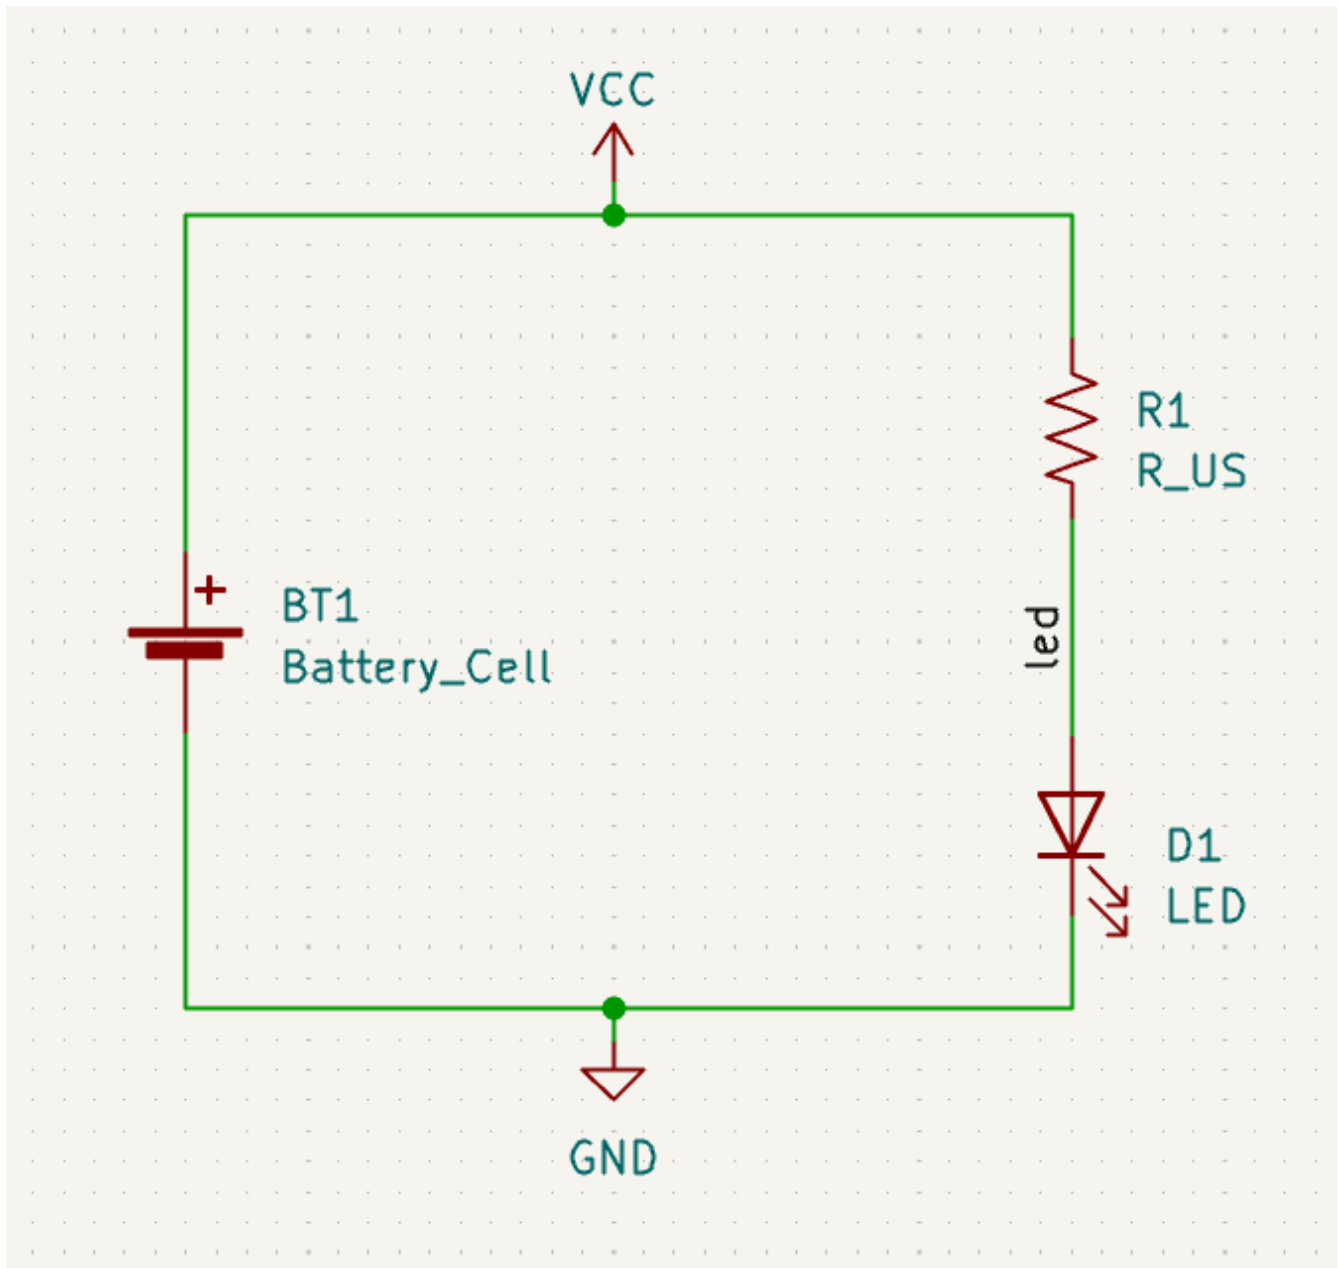 VCC
R1
R_US
+
BT1
Battery_Cell
led
D1
LED
GND